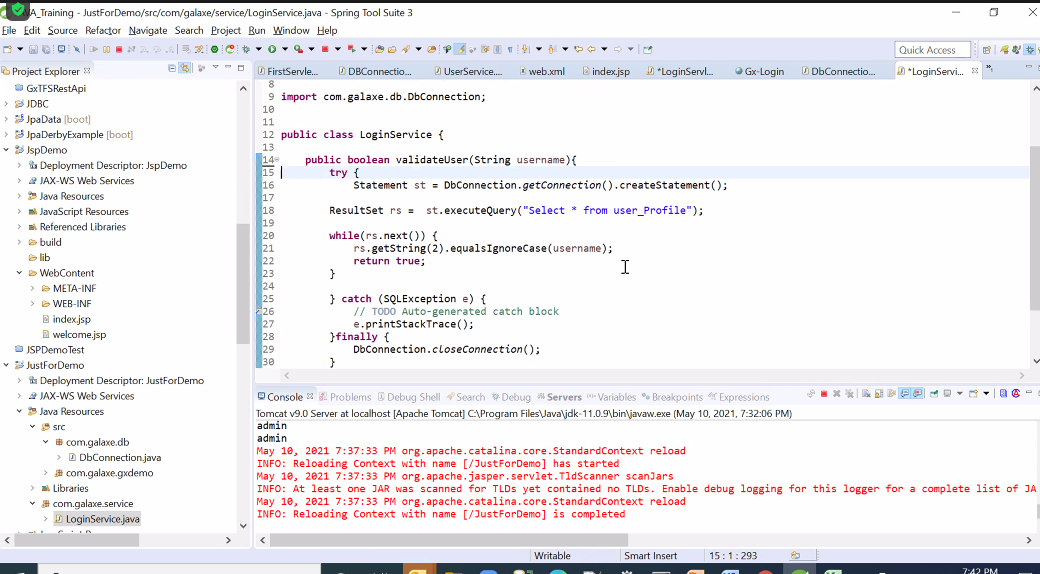 A_Training - JustForDemo/src/com/galaxe/service/LoginService.java - Spring Tool Suite 3
File Edit Source Refactor Navigate Search Project Run Window Help
Quick Access
Project Explorer
FirstServle...
DBConnectio...
UserService....
web.xml
index.jsp
*LoginServl...
Gx-Login
DbConnectio...
*LoginServi...
GxTFSRestApi
JDBC
JpaData [boot]
JpaDerbyExample [boot]
JspDemo
Deployment Descriptor: JspDemo
JAX-WS Web Services
Java Resources
JavaScript Resources
Referenced Libraries
build
lib
WebContent
META-INF
WEB-INF
index.jsp
welcome.jsp
JSPDemoTest
JustForDemo
Deployment Descriptor: JustForDemo
JAX-WS Web Services
Java Resources
src
com.galaxe.db
DbConnection.java
com.galaxe.gxdemo
Libraries
com.galaxe.service
LoginService.java
8
9 import com.galaxe.db.DbConnection;
10
11
12 public class LoginService {
13
14 public boolean validateUser(String username){
15 try {
16 Statement st = DbConnection.getConnection().createStatement();
17
18 ResultSet rs = st.executeQuery("Select * from user_Profile");
19
20 while(rs.next()) {
21 rs.getString(2).equalsIgnoreCase(username);
22 return true;
23 }
24
25 } catch (SQLException e) {
26 // TODO Auto-generated catch block
27 e.printStackTrace();
28 }finally {
29 DbConnection.closeConnection();
30 }
Console Problems Debug Shell Search Debug Servers Variables Breakpoints Expressions
Tomcat v9.0 Server at localhost [Apache Tomcat] C:\Program Files\Java\jdk-11.0.9\bin\javaw.exe (May 10, 2021, 7:32:06 PM)
admin
admin
May 10, 2021 7:37:33 PM org.apache.catalina.core.StandardContext reload
INFO: Reloading Context with name [/JustForDemo] has started
May 10, 2021 7:37:33 PM org.apache.jasper.servlet.TldScanner scanJars
INFO: At least one JAR was scanned for TLDs yet contained no TLDs. Enable debug logging for this logger for a complete list of JA
May 10, 2021 7:37:33 PM org.apache.catalina.core.StandardContext reload
INFO: Reloading Context with name [/JustForDemo] is completed
Writable
Smart Insert
15 : 1 : 293
7:42 PM